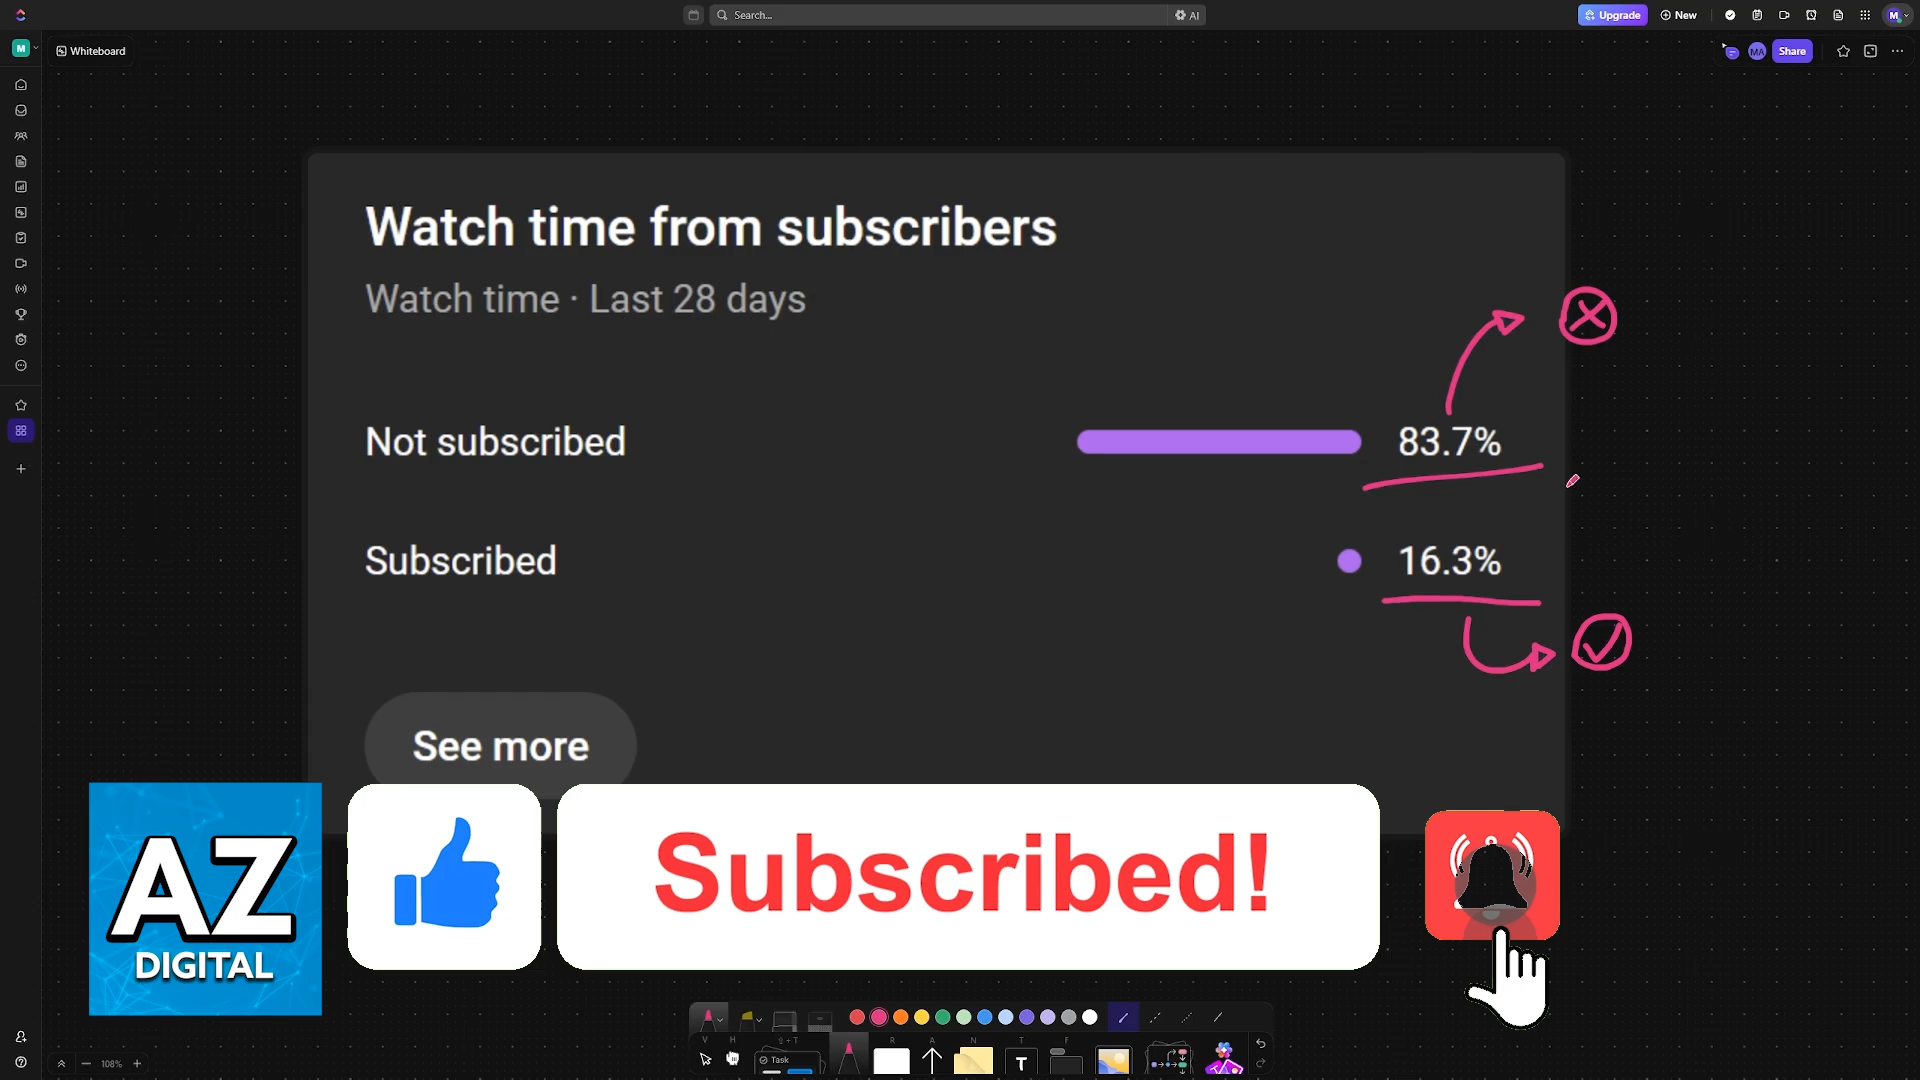 Search...
AI
Upgrade
New
M
M
Whiteboard
MA
Share
Watch time from subscribers
Watch time · Last 28 days
Not subscribed
83.7%
Subscribed
16.3%
See more
AZ
DIGITAL
Subscribed!
V
H
⇧+T
R
A
N
T
F
Task
T
108%